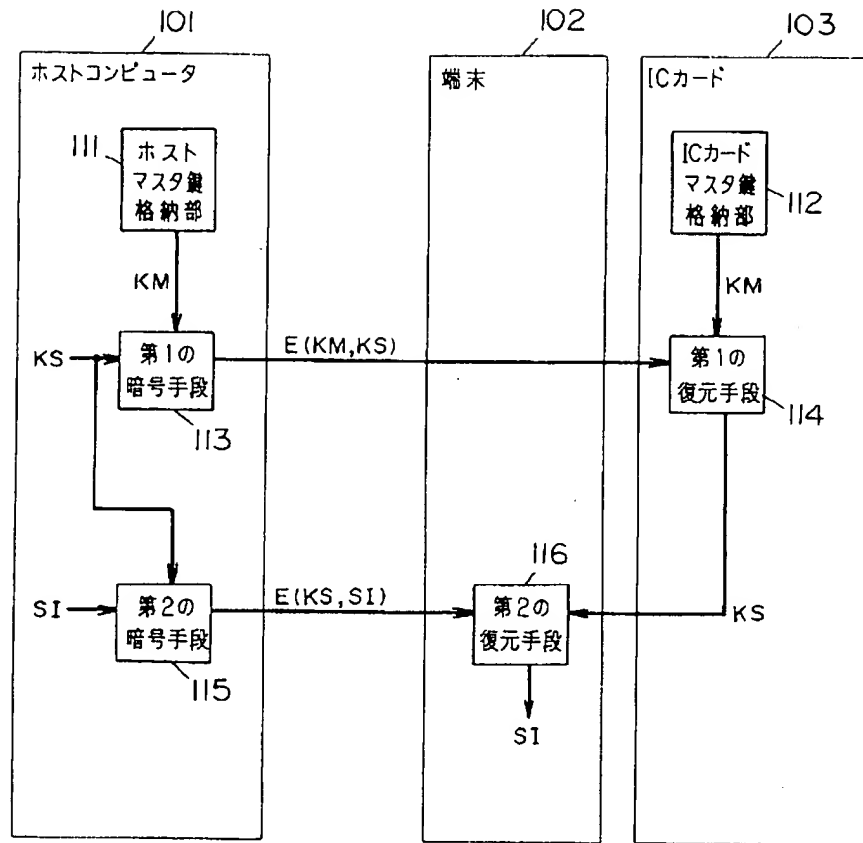 101
102
103
ホストコンピュータ
端末
ICカード
111
ホスト
マスタ鍵
格納部
ICカード
マスタ鍵
格納部
112
KM
KM
KS
第1の
暗号手段
113
E(KM,KS)
第1の
復元手段
114
SI
第2の
暗号手段
115
E(KS,SI)
116
第2の
復元手段
KS
SI